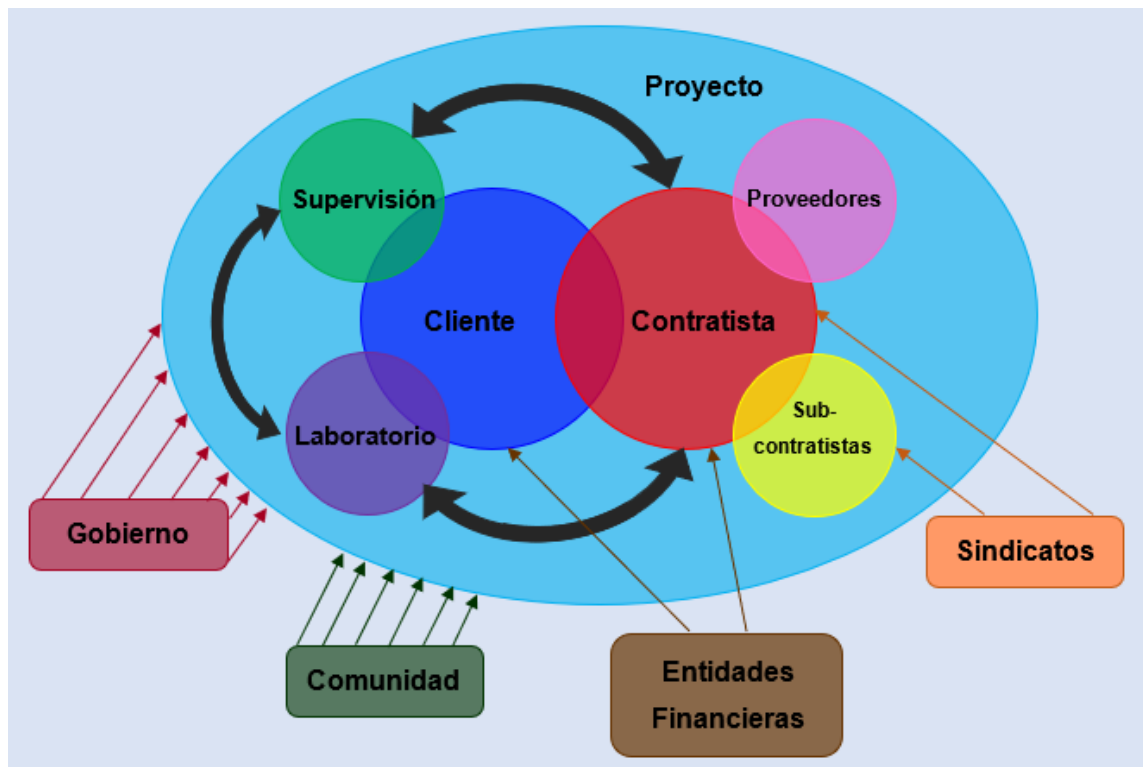 Proyecto
Supervisión
Proveedores
Cliente
Contratista
Laboratorio
Sub-
contratistas
Gobierno
Sindicatos
Comunidad
Entidades
Financieras